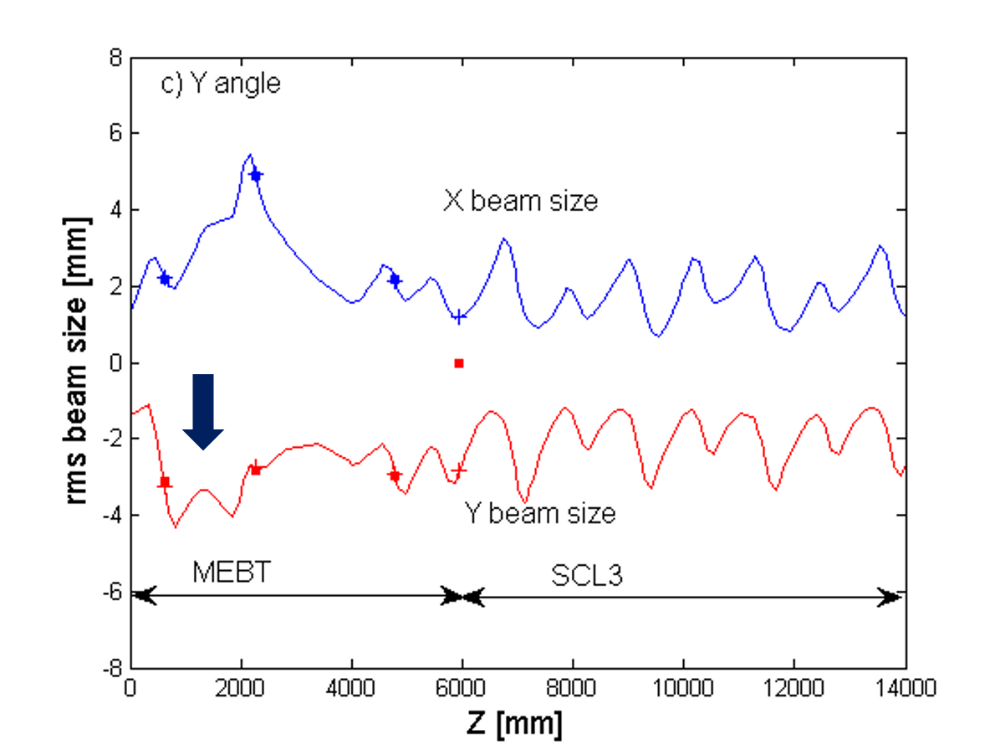 c) Y angle
X beam size
Y beam size
MEBT
SCL3
rms beam size [mm]
8
6
4
2
0
-2
-4
-6
-8
0
2000
4000
6000
8000
10000
12000
14000
Z [mm]